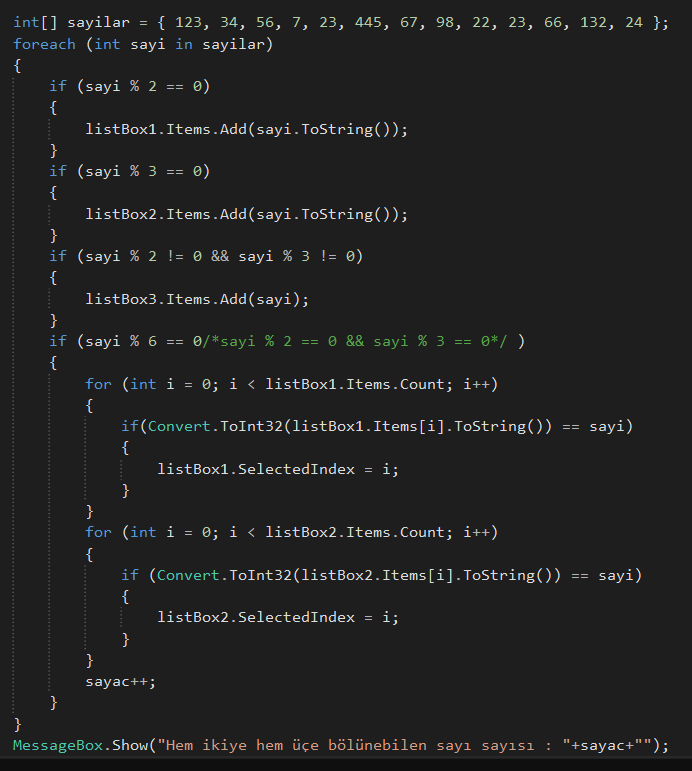 int[] sayilar = { 123, 34, 56, 7, 23, 445, 67, 98, 22, 23, 66, 132, 24 };
foreach (int sayi in sayilar)
{
    if (sayi % 2 == 0)
    {
        listBox1.Items.Add(sayi.ToString());
    }
    if (sayi % 3 == 0)
    {
        listBox2.Items.Add(sayi.ToString());
    }
    if (sayi % 2 != 0 && sayi % 3 != 0)
    {
        listBox3.Items.Add(sayi);
    }
    if (sayi % 6 == 0/*sayi % 2 == 0 && sayi % 3 == 0*/ )
    {
        for (int i = 0; i < listBox1.Items.Count; i++)
        {
            if(Convert.ToInt32(listBox1.Items[i].ToString()) == sayi)
            {
                listBox1.SelectedIndex = i;
            }
        }
        for (int i = 0; i < listBox2.Items.Count; i++)
        {
            if (Convert.ToInt32(listBox2.Items[i].ToString()) == sayi)
            {
                listBox2.SelectedIndex = i;
            }
        }
        sayac++;
    }
}
MessageBox.Show("Hem ikiye hem üçe bölünebilen sayı sayısı : "+sayac+"");